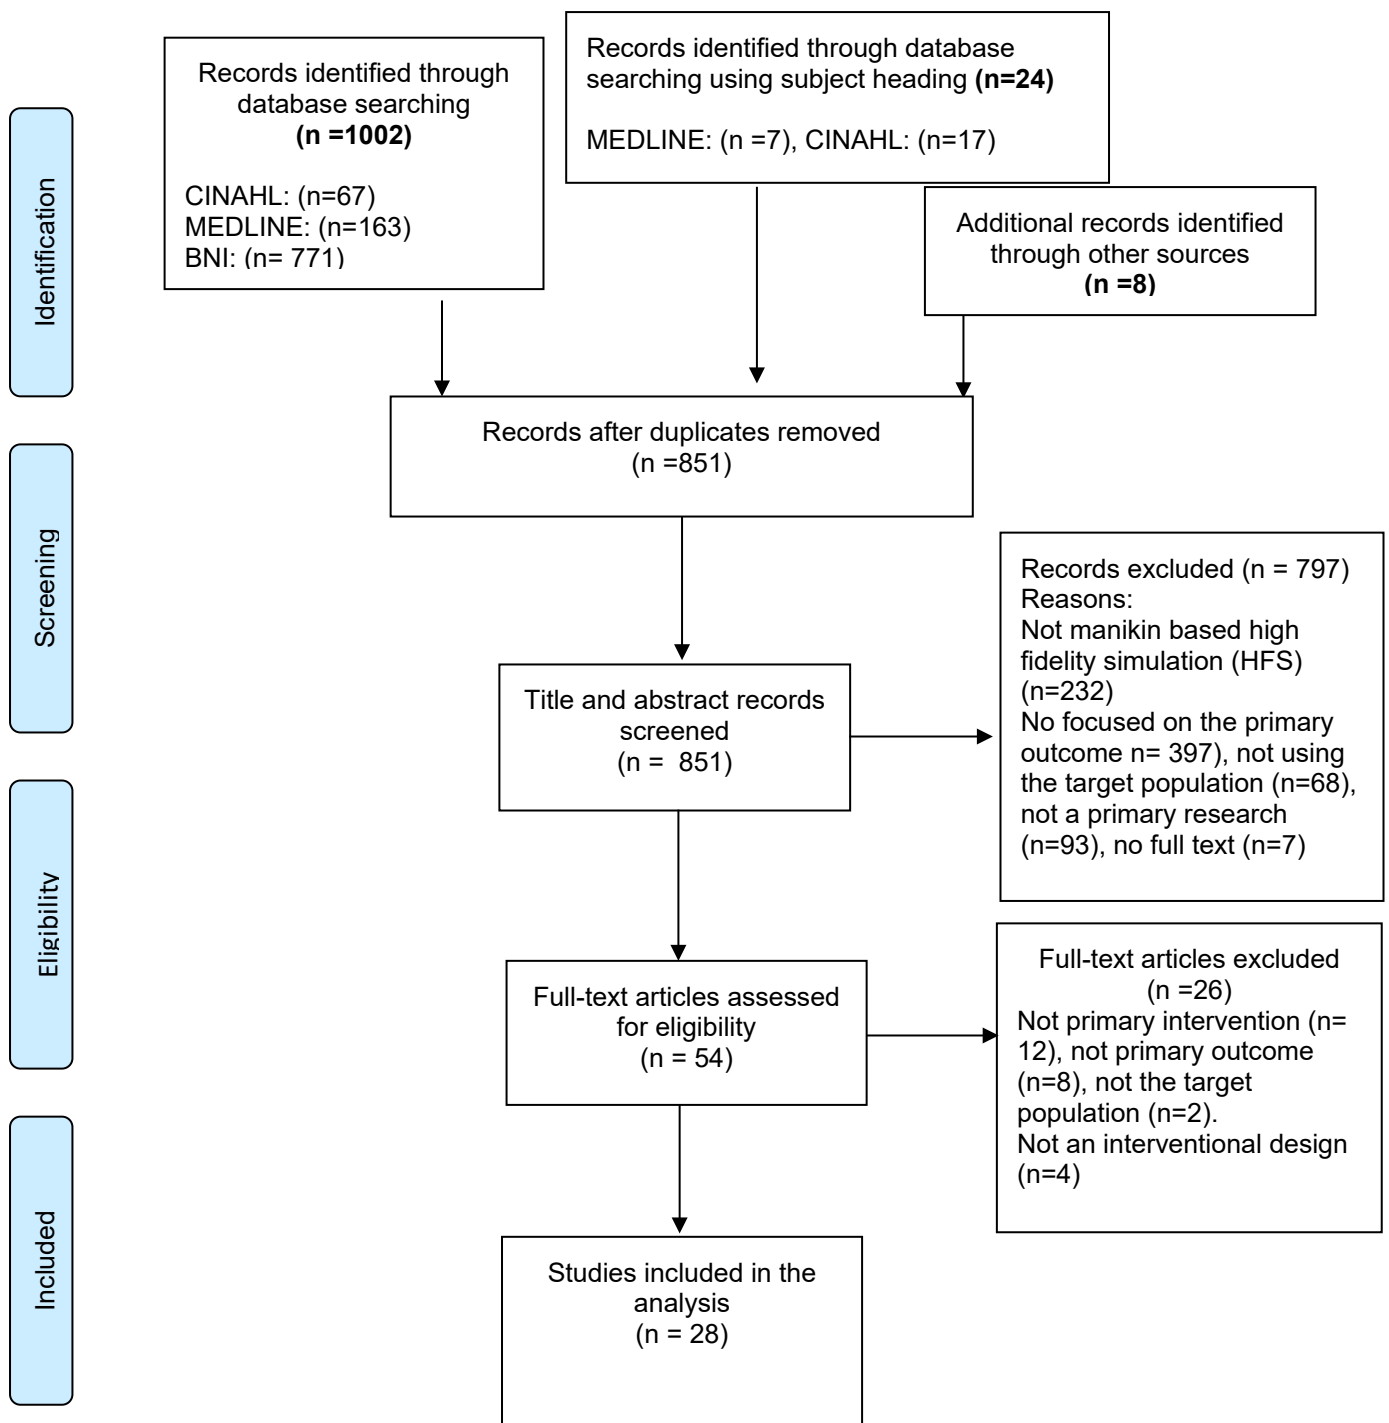 Records identified through
database searching
(n =1002)
CINAHL: (n=67)
MEDLINE: (n=163)
BNI: (n= 771)
Records identified through database
searching using subject heading (n=24)
MEDLINE: (n =7), CINAHL: (n=17)
Additional records identified
through other sources
(n =8)
Identification
Records after duplicates removed
(n =851)
Screening
Title and abstract records
screened
(n = 851)
Records excluded (n = 797)
Reasons:
Not manikin based high
fidelity simulation (HFS)
(n=232)
No focused on the primary
outcome n= 397), not using
the target population (n=68),
not a primary research
(n=93), no full text (n=7)
Eligibility
Full-text articles assessed
for eligibility
(n = 54)
Full-text articles excluded
(n =26)
Not primary intervention (n=
12), not primary outcome
(n=8), not the target
population (n=2).
Not an interventional design
(n=4)
Included
Studies included in the
analysis
(n = 28)